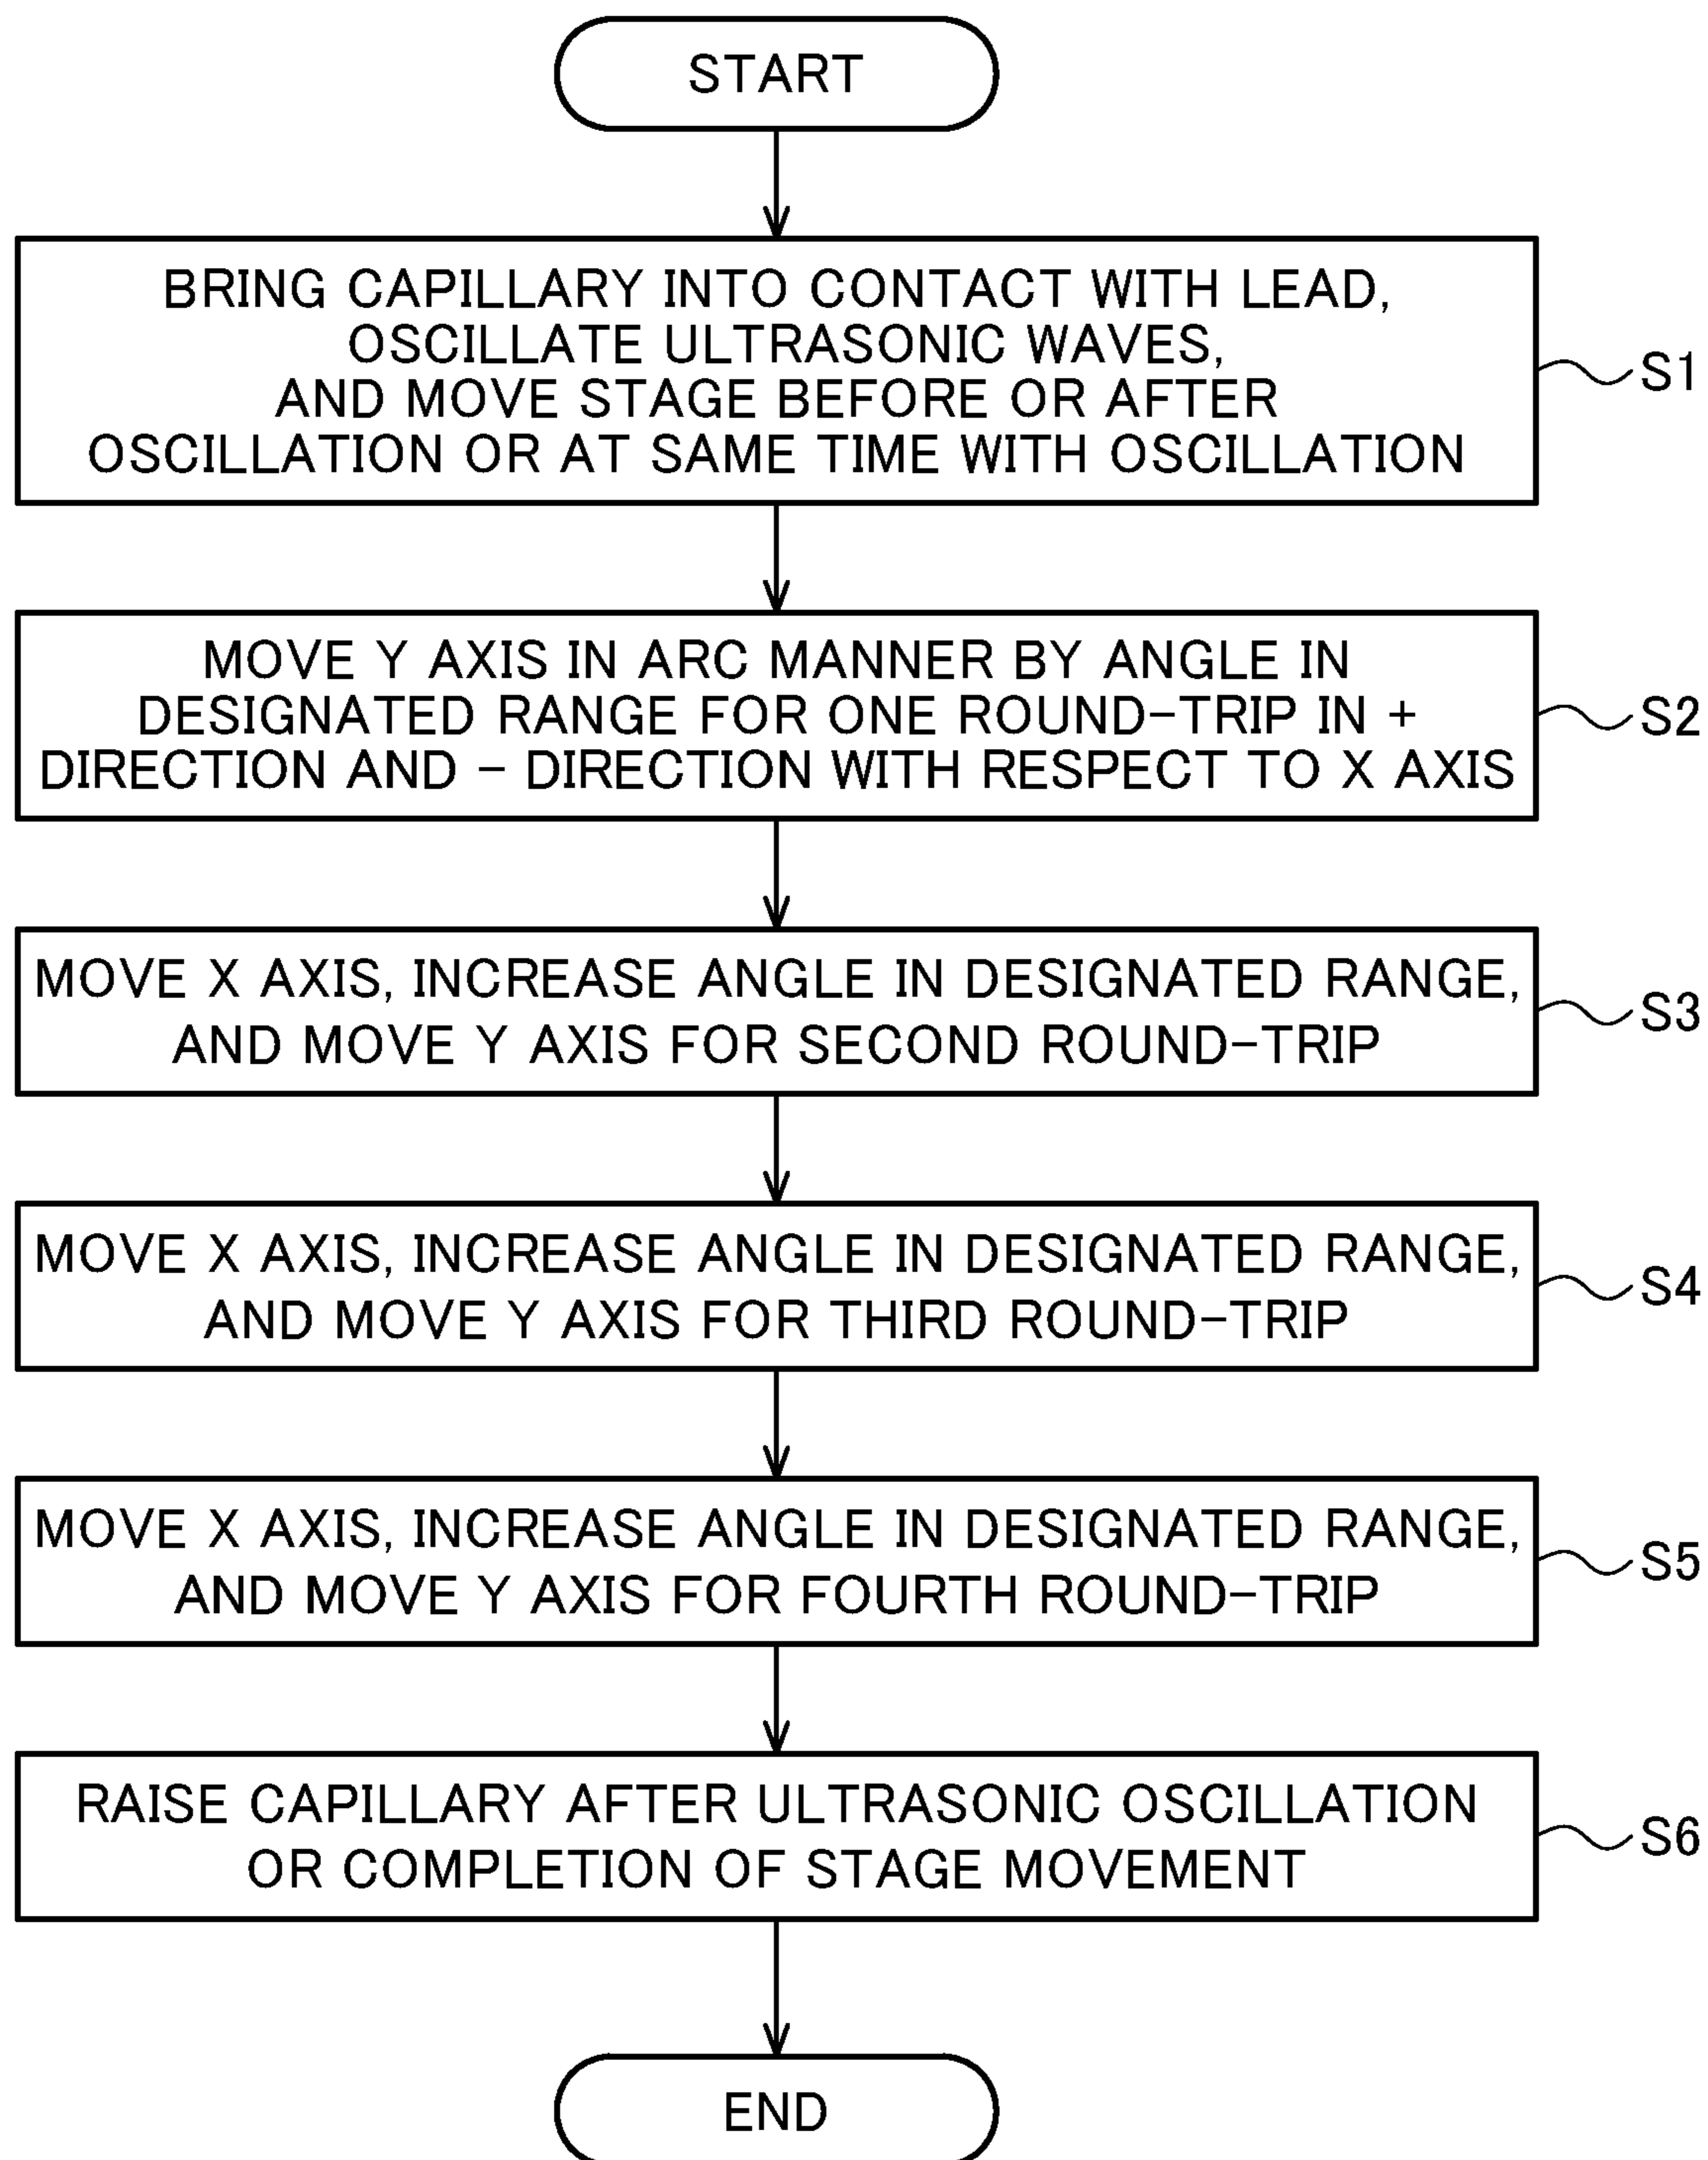 START
BRING CAPILLARY INTO CONTACT WITH LEAD,
OSCILLATE ULTRASONIC WAVES,
AND MOVE STAGE BEFORE OR AFTER
OSCILLATION OR AT SAME TIME WITH OSCILLATION
S1
MOVE Y AXIS IN ARC MANNER BY ANGLE IN
DESIGNATED RANGE FOR ONE ROUND-TRIP IN +
DIRECTION AND - DIRECTION WITH RESPECT TO X AXIS
S2
MOVE X AXIS, INCREASE ANGLE IN DESIGNATED RANGE,
AND MOVE Y AXIS FOR SECOND ROUND-TRIP
S3
MOVE X AXIS, INCREASE ANGLE IN DESIGNATED RANGE,
AND MOVE Y AXIS FOR THIRD ROUND-TRIP
S4
MOVE X AXIS, INCREASE ANGLE IN DESIGNATED RANGE,
AND MOVE Y AXIS FOR FOURTH ROUND-TRIP
S5
RAISE CAPILLARY AFTER ULTRASONIC OSCILLATION
OR COMPLETION OF STAGE MOVEMENT
S6
END